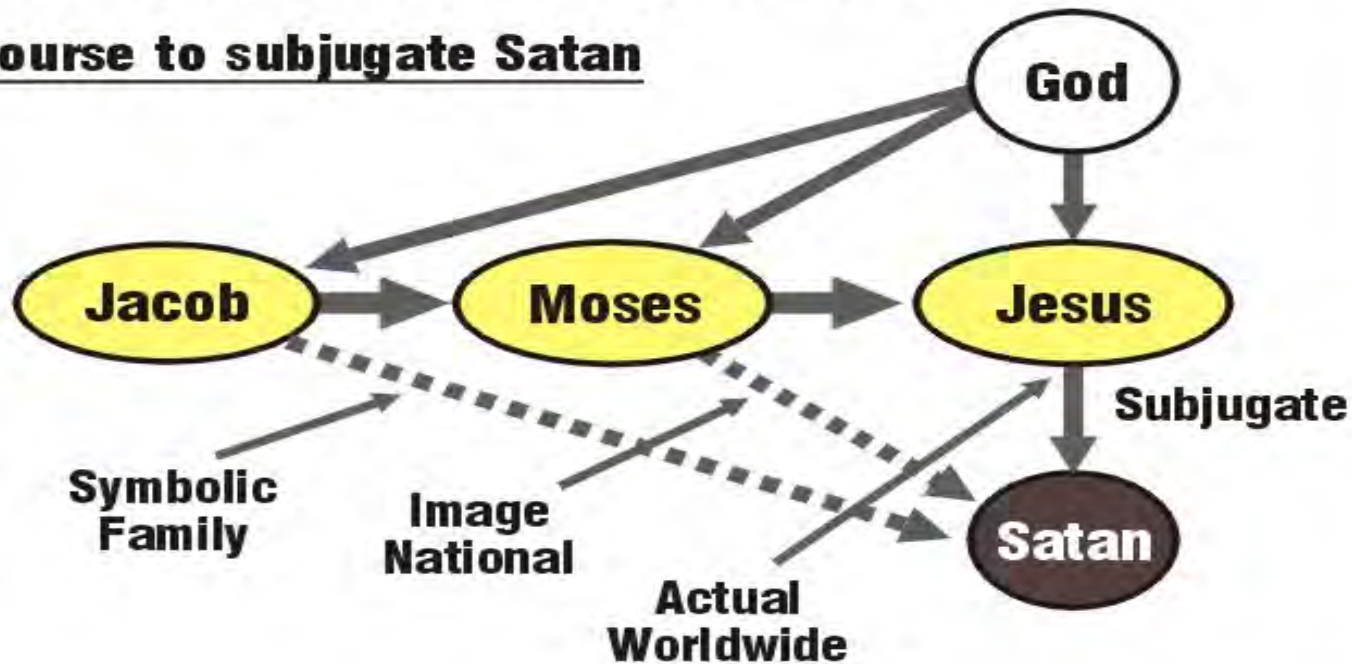 ourse to subjugate Satan
God
Jacob
Moses
Jesus
Subjugate
Symbolic
Family
Image
National
Satan
Actual
Worldwide